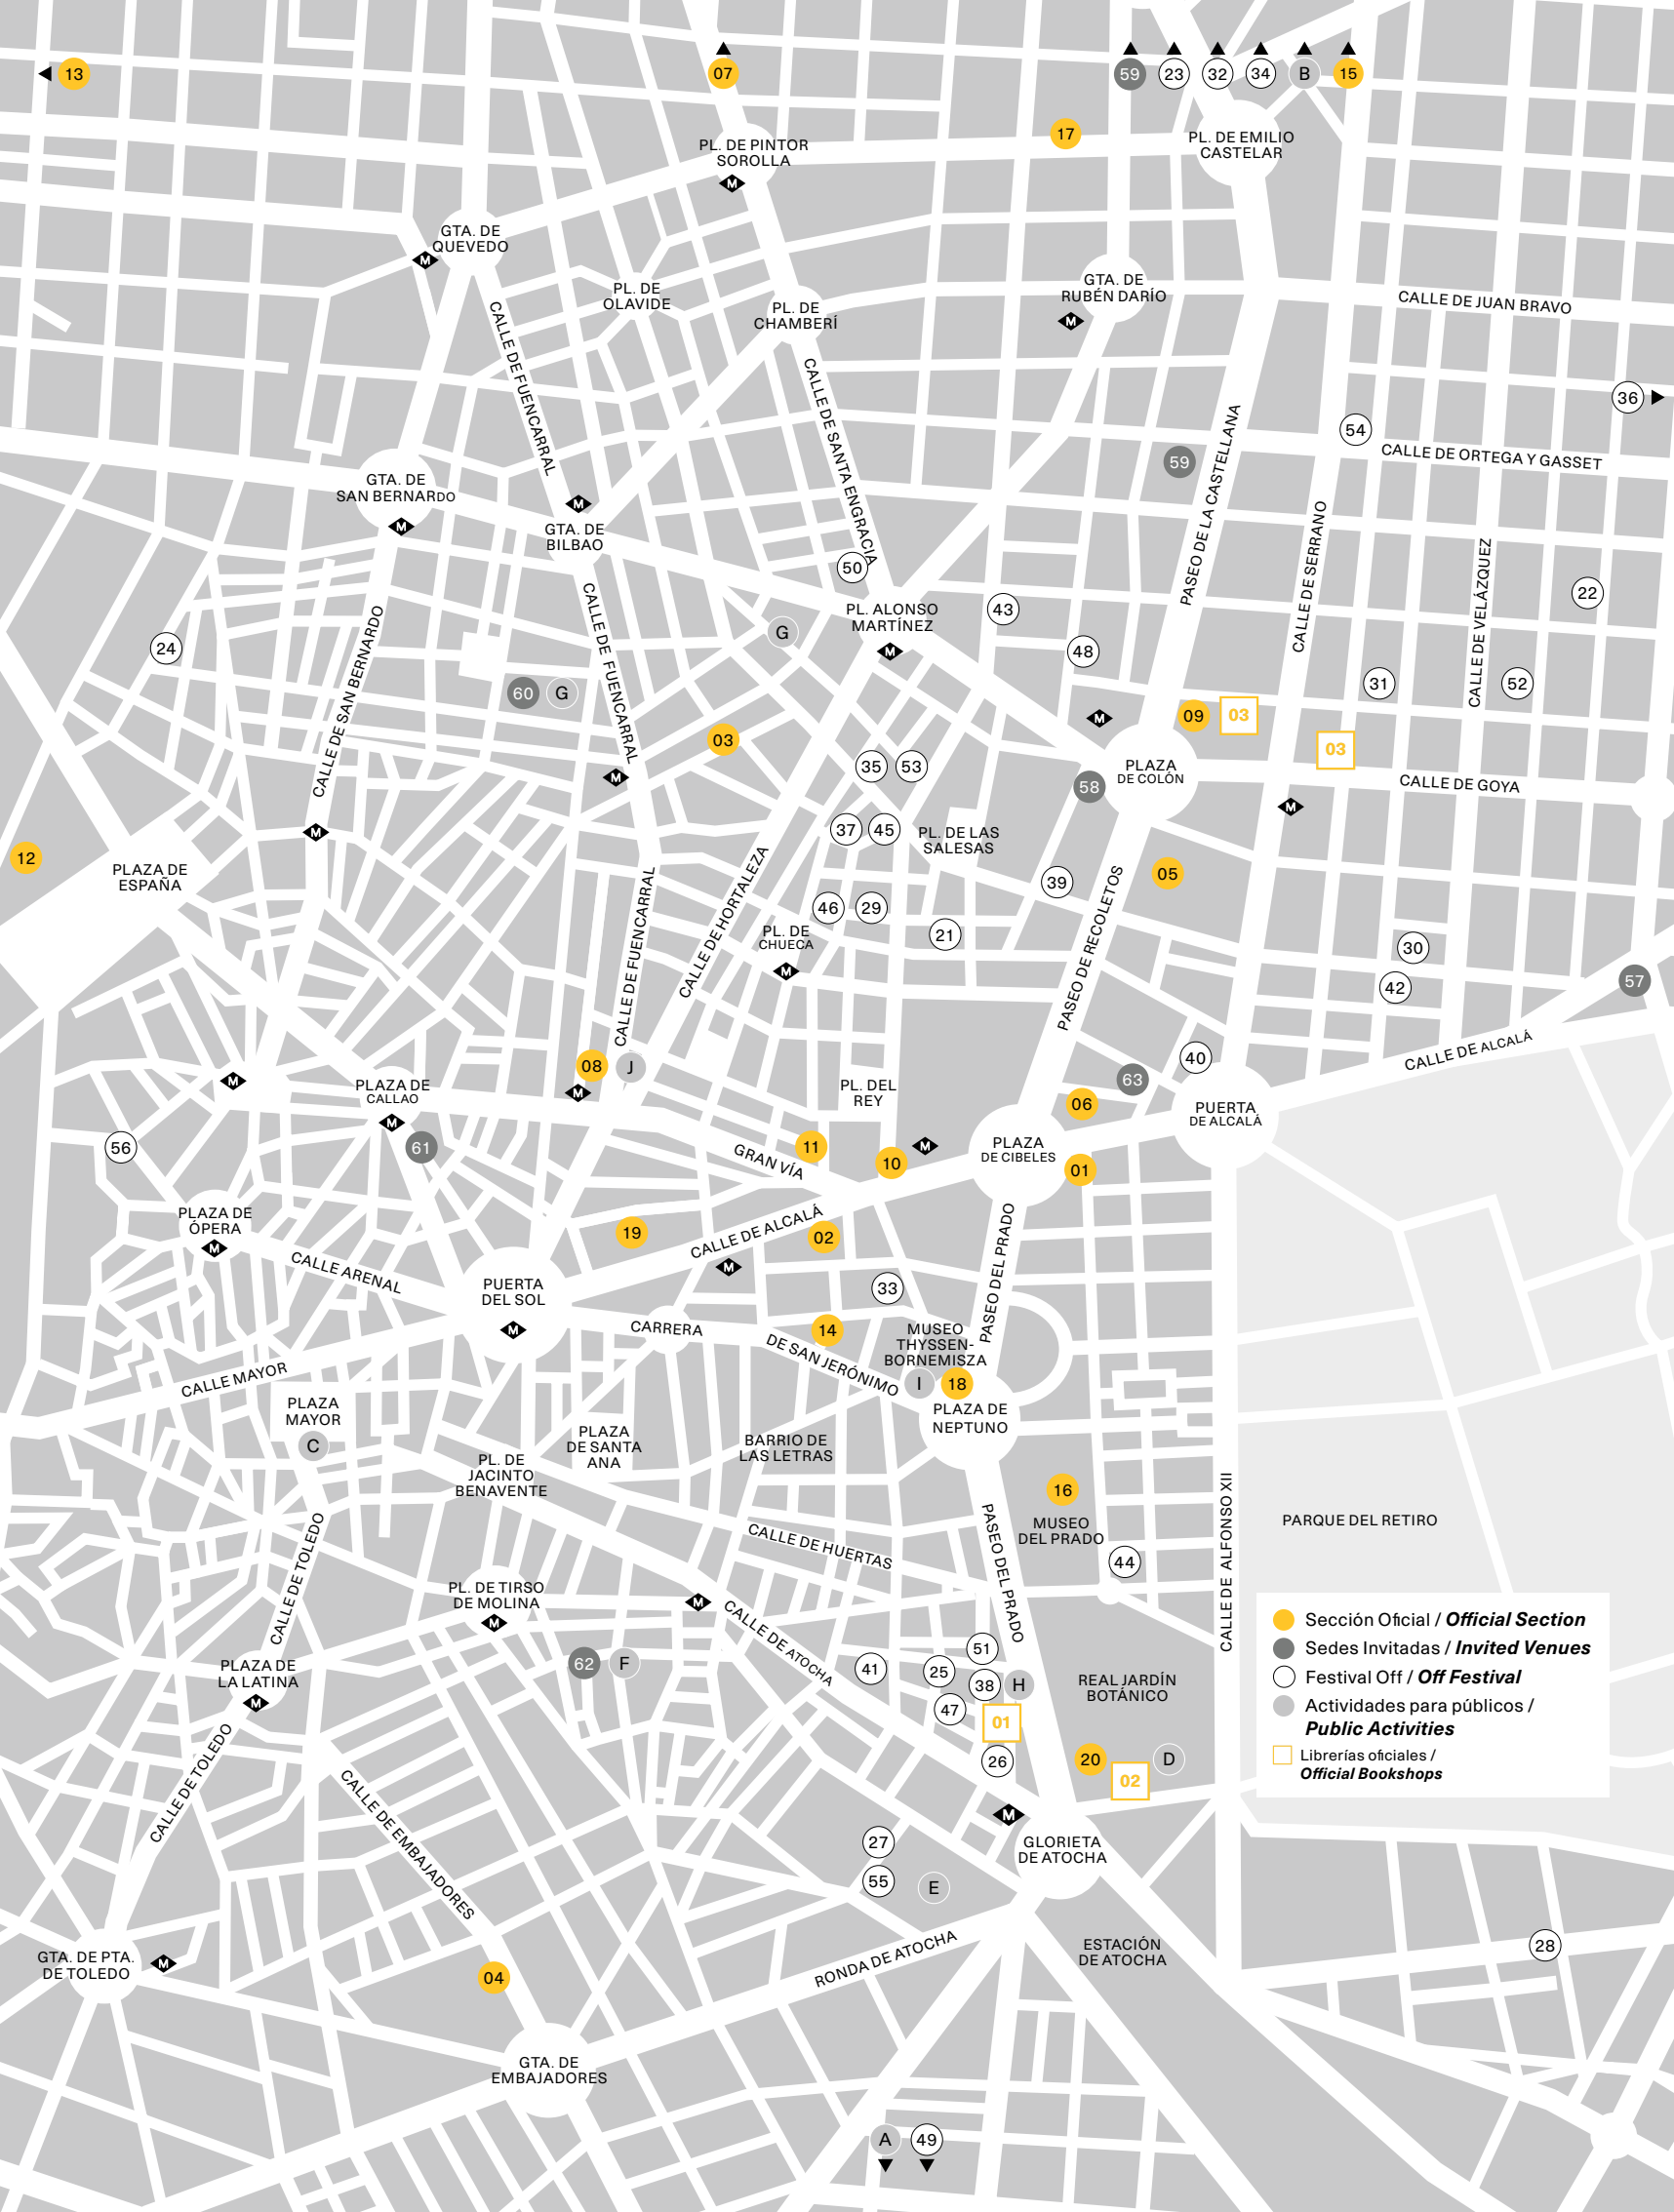 13
07
59
23
32
34
B
15
17
PL. DE PINTOR
SOROLLA
M
PL. DE EMILIO
CASTELAR
GTA. DE
QUEVEDO
M
PL. DE
OLAVIDE
PL. DE
CHAMBERÍ
GTA. DE
RUBÉN DARÍO
M
CALLE DE JUAN BRAVO
CALLE DE FUENCARRAL
CALLE DE SANTA ENGRACIA
36
54
CALLE DE ORTEGA Y GASSET
59
PASEO DE LA CASTELLANA
GTA. DE
SAN BERNARDO
M
M
GTA. DE
BILBAO
CALLE DE SERRANO
CALLE DE VELÁZQUEZ
50
22
PL. ALONSO
MARTÍNEZ
M
43
G
24
48
CALLE DE SAN BERNARDO
CALLE DE FUENCARRAL
60
G
31
52
03
M
09
03
03
35
53
M
PLAZA
DE COLÓN
58
CALLE DE GOYA
M
M
37
45
PL. DE LAS
SALESAS
12
PLAZA DE
ESPAÑA
CALLE DE FUENCARRAL
CALLE DE HORTALEZA
39
05
PASEO DE RECOLETOS
46
29
21
PL. DE
CHUECA
M
30
42
57
CALLE DE ALCALÁ
08
J
M
M
PLAZA DE
CALLAO
M
PL. DEL
REY
40
63
06
PUERTA
DE ALCALÁ
56
61
GRAN VÍA
11
10
M
PLAZA
DE CIBELES
01
PLAZA DE
ÓPERA
M
19
CALLE DE ALCALÁ
02
M
PASEO DEL PRADO
CALLE ARENAL
PUERTA
DEL SOL
M
33
CARRERA
DE SAN JERÓNIMO
14
MUSEO
THYSSEN-
BORNEMISZA
I
18
CALLE MAYOR
PLAZA
MAYOR
C
PLAZA DE
NEPTUNO
PLAZA
DE SANTA
ANA
BARRIO DE
LAS LETRAS
PL. DE
JACINTO
BENAVENTE
16
MUSEO
DEL PRADO
CALLE DE ALFONSO XII
PARQUE DEL RETIRO
CALLE DE TOLEDO
CALLE DE HUERTAS
PASEO DEL PRADO
44
PL. DE TIRSO
DE MOLINA
M
M
CALLE DE ATOCHA
62
F
PLAZA DE
LA LATINA
M
51
41
25
38
H
47
01
26
REAL JARDÍN
BOTÁNICO
20
D
02
Sección Oficial / Official Section
Sedes Invitadas / Invited Venues
Festival Off / Off Festival
Actividades para públicos /
Public Activities
Librerías oficiales /
Official Bookshops
CALLE DE TOLEDO
CALLE DE EMBAJADORES
M
GLORIETA
DE ATOCHA
27
55
E
GTA. DE PTA.
DE TOLEDO
M
04
RONDA DE ATOCHA
ESTACIÓN
DE ATOCHA
28
GTA. DE
EMBAJADORES
A
49